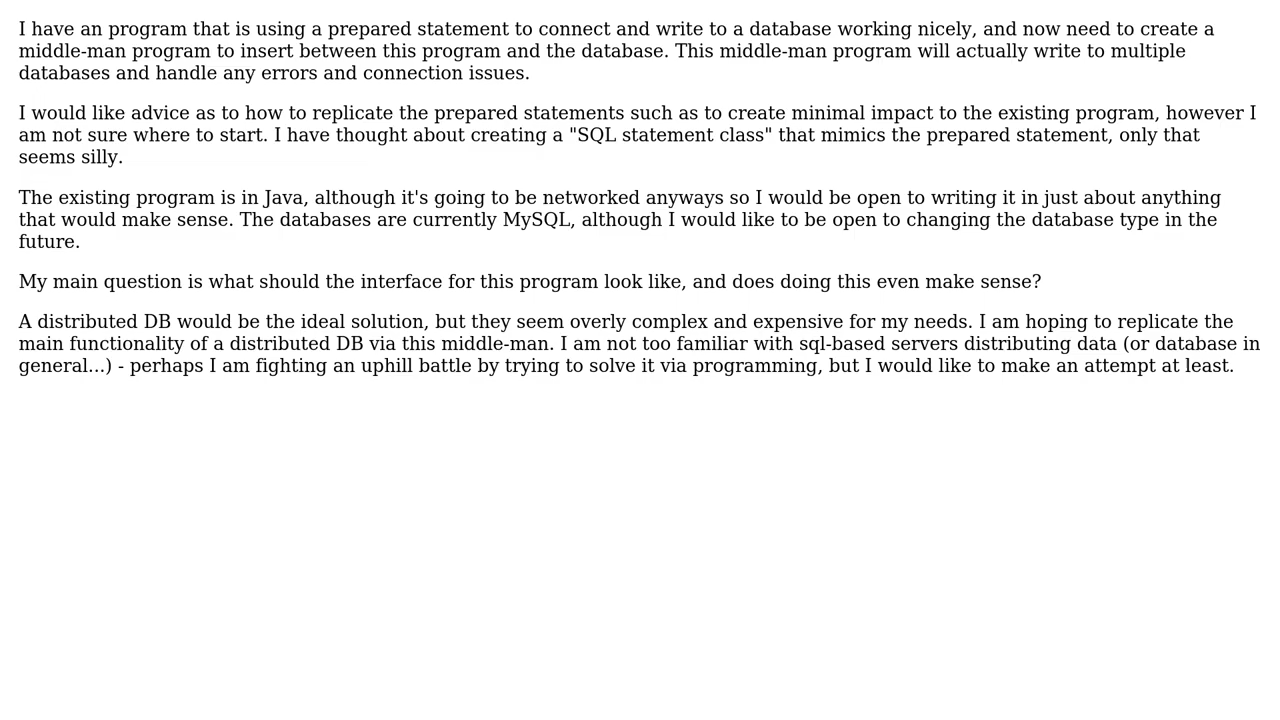 I have an program that is using a prepared statement to connect and write to a database working nicely, and now need to create a
middle-man program to insert between this program and the database. This middle-man program will actually write to multiple
databases and handle any errors and connection issues.
I would like advice as to how to replicate the prepared statements such as to create minimal impact to the existing program, however I
am not sure where to start. I have thought about creating a "SQL statement class" that mimics the prepared statement, only that
seems silly.
The existing program is in Java, although it's going to be networked anyways so I would be open to writing it in just about anything
that would make sense. The databases are currently MySQL, although I would like to be open to changing the database type in the
future.
My main question is what should the interface for this program look like, and does doing this even make sense?
A distributed DB would be the ideal solution, but they seem overly complex and expensive for my needs. I am hoping to replicate the
main functionality of a distributed DB via this middle-man. I am not too familiar with sql-based servers distributing data (or database in
general...) - perhaps I am fighting an uphill battle by trying to solve it via programming, but I would like to make an attempt at least.